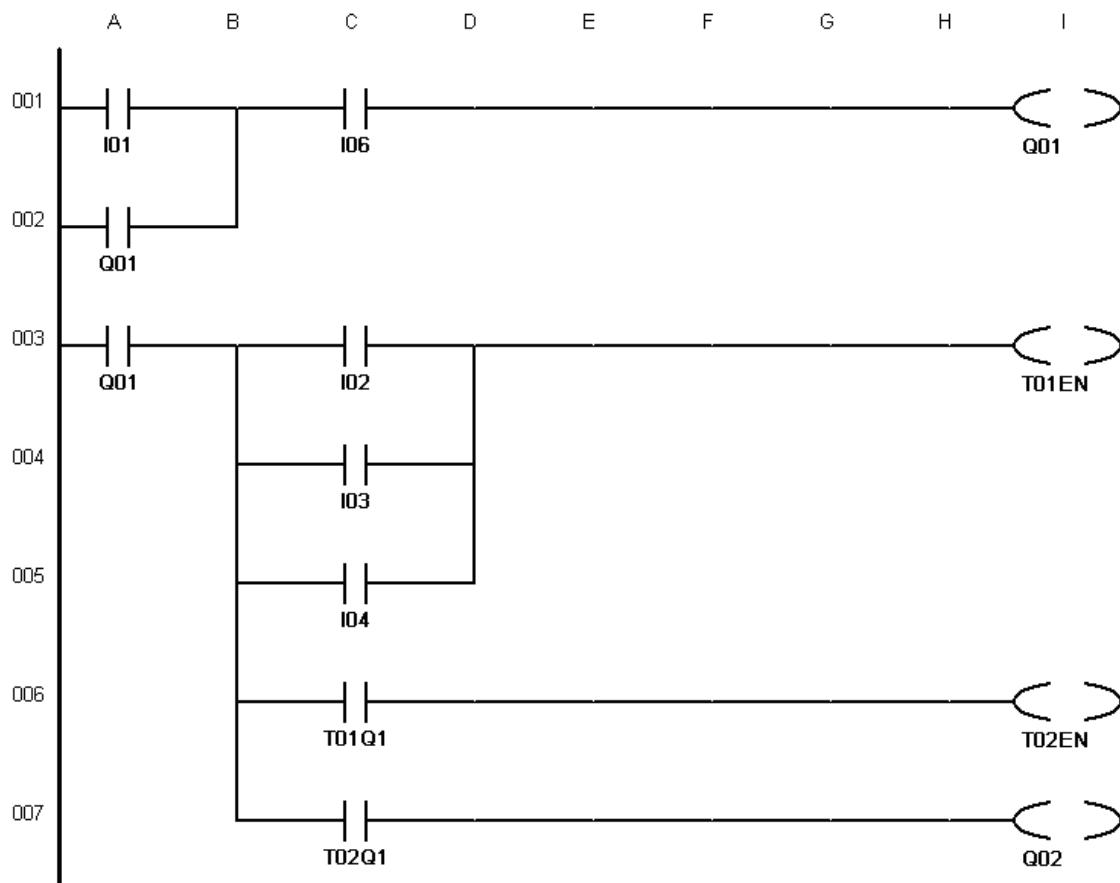 A B C D E F G H I
001
I01 I06 Q01
002
Q01
003
Q01 I02 T01EN
004
I03
005
I04
006
T01Q1 T02EN
007
T02Q1 Q02